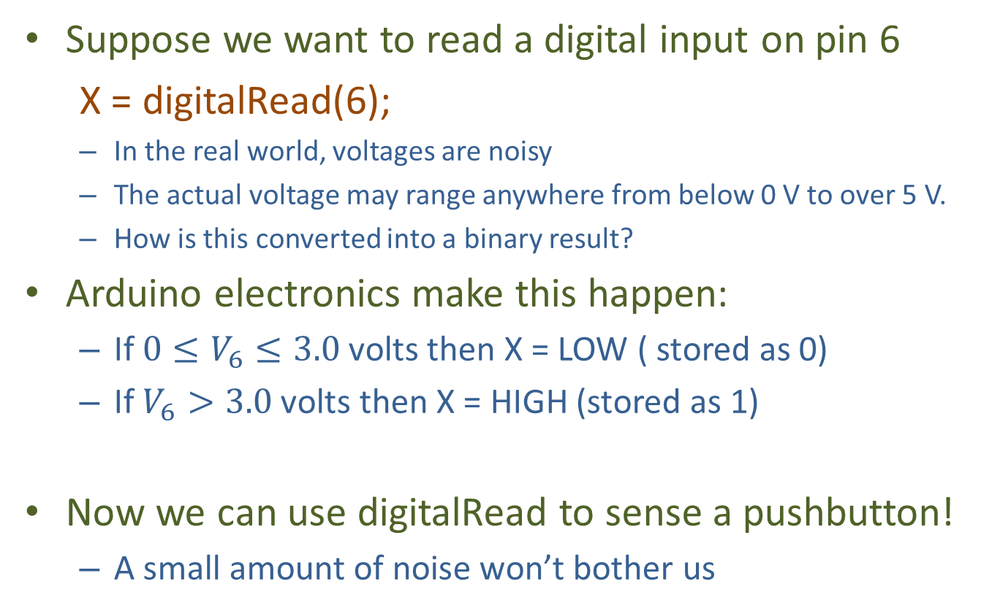 • Suppose we want to read a digital input on pin 6
X = digitalRead(6);
– In the real world, voltages are noisy
– The actual voltage may range anywhere from below 0 V to over 5 V.
– How is this converted into a binary result?
• Arduino electronics make this happen:
– If 0 ≤ V₆ ≤ 3.0 volts then X = LOW ( stored as 0)
– If V₆ > 3.0 volts then X = HIGH (stored as 1)
• Now we can use digitalRead to sense a pushbutton!
– A small amount of noise won’t bother us